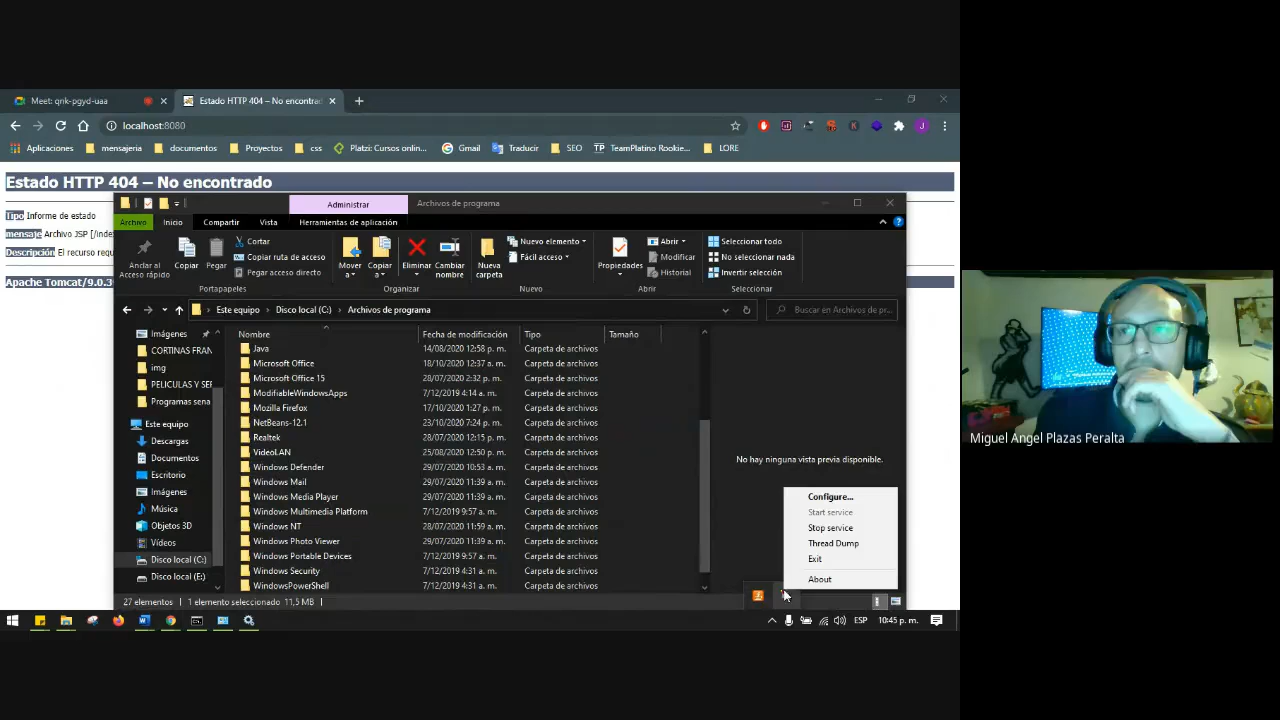 Meet: qrik-pgyd-uaa
Estado HTTP 404 – No encontrad
localhost:8080
Aplicaciones mensajeria documentos Proyectos css Platzi: Cursos onlin... Gmail Traducir SEO TP TeamPlatino Rookie... LORE
Estado HTTP 404 – No encontrado
Tipo Informe de estado
mensaje Archivo JSP [/inde
Descripción El recurso requ
Apache Tomcat/9.0.3
Administrar Archivos de programa
Archivo Inicio Compartir Vista Herramientas de aplicación
Anclar al Acceso rápido
Copiar
Pegar
Cortar
Copiar ruta de acceso
Pegar acceso directo
Portapapeles
Mover a
Copiar a
Eliminar
Cambiar nombre
Organizar
Nueva carpeta
Nuevo elemento
Fácil acceso
Nuevo
Propiedades
Abrir
Modificar
Historial
Abrir
Seleccionar todo
No seleccionar nada
Invertir selección
Seleccionar
Este equipo > Disco local (C:) > Archivos de programa
Buscar en Archivos de pr...
Imágenes
CORTINAS FRAN
img
PELICULAS Y SER
Programas sena
Este equipo
Descargas
Documentos
Escritorio
Imágenes
Música
Objetos 3D
Vídeos
Disco local (C:)
Disco local (E:)
Nombre Fecha de modificación Tipo Tamaño
Java 14/08/2020 12:58 p. m. Carpeta de archivos
Microsoft Office 18/10/2020 12:37 a. m. Carpeta de archivos
Microsoft Office 15 28/07/2020 2:32 p. m. Carpeta de archivos
ModifiableWindowsApps 7/12/2019 4:14 a. m. Carpeta de archivos
Mozilla Firefox 17/10/2020 1:27 p. m. Carpeta de archivos
NetBeans-12.1 23/10/2020 7:24 p. m. Carpeta de archivos
Realtek 28/07/2020 12:15 p. m. Carpeta de archivos
VideoLAN 25/08/2020 12:50 p. m. Carpeta de archivos
Windows Defender 29/07/2020 10:53 a. m. Carpeta de archivos
Windows Mail 29/07/2020 11:39 a. m. Carpeta de archivos
Windows Media Player 29/07/2020 11:39 a. m. Carpeta de archivos
Windows Multimedia Platform 7/12/2019 9:57 a. m. Carpeta de archivos
Windows NT 28/07/2020 11:59 a. m. Carpeta de archivos
Windows Photo Viewer 29/07/2020 11:39 a. m. Carpeta de archivos
Windows Portable Devices 7/12/2019 9:57 a. m. Carpeta de archivos
Windows Security 7/12/2019 4:31 a. m. Carpeta de archivos
WindowsPowerShell 7/12/2019 4:31 a. m. Carpeta de archivos
No hay ninguna vista previa disponible.
Configure...
Start service
Stop service
Thread Dump
Exit
About
27 elementos 1 elemento seleccionado 11,5 MB
ESP 10:45 p. m.
Miguel Angel Plazas Peralta